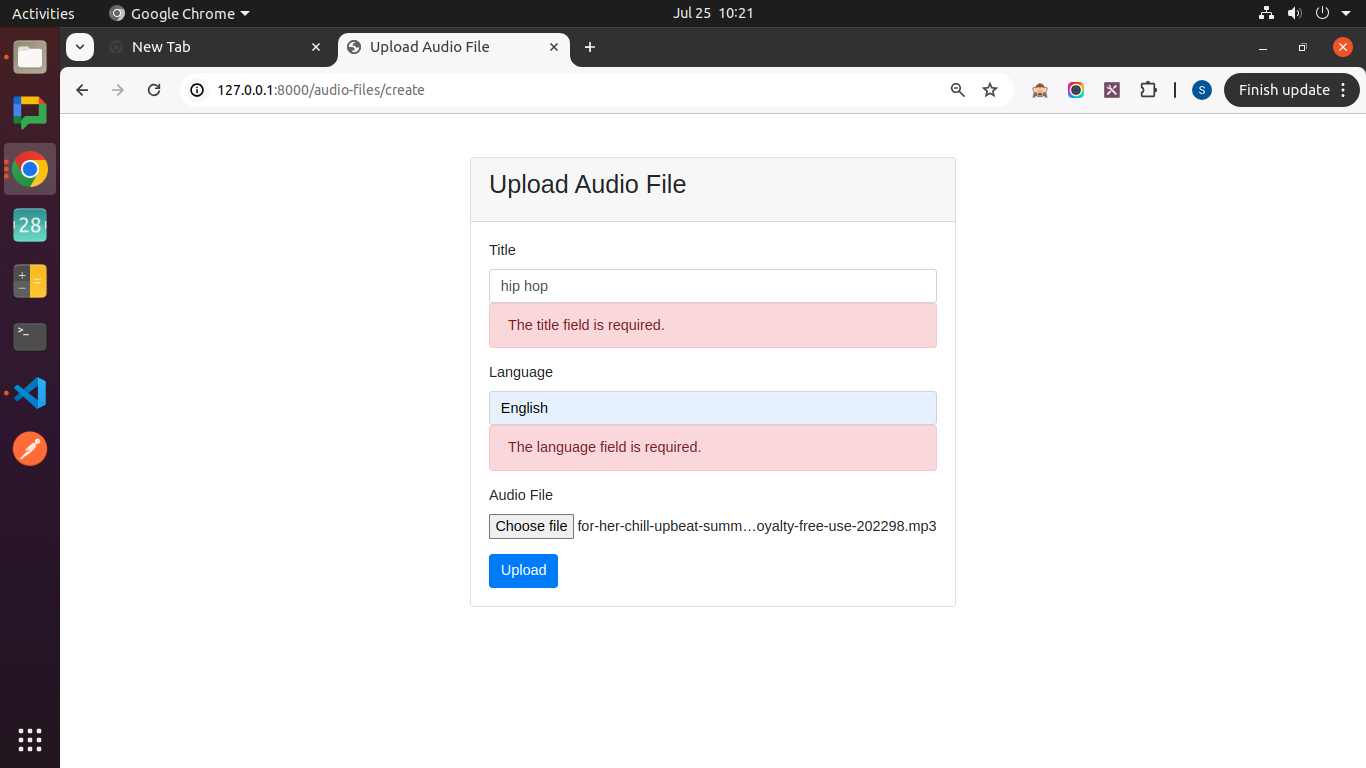 Activities
Google Chrome
Jul 25 10:21
New Tab
Upload Audio File
127.0.0.1:8000/audio-files/create
S
Finish update
28
Upload Audio File
Title
hip hop
The title field is required.
Language
English
The language field is required.
Audio File
Choose file for-her-chill-upbeat-summ…oyalty-free-use-202298.mp3
Upload